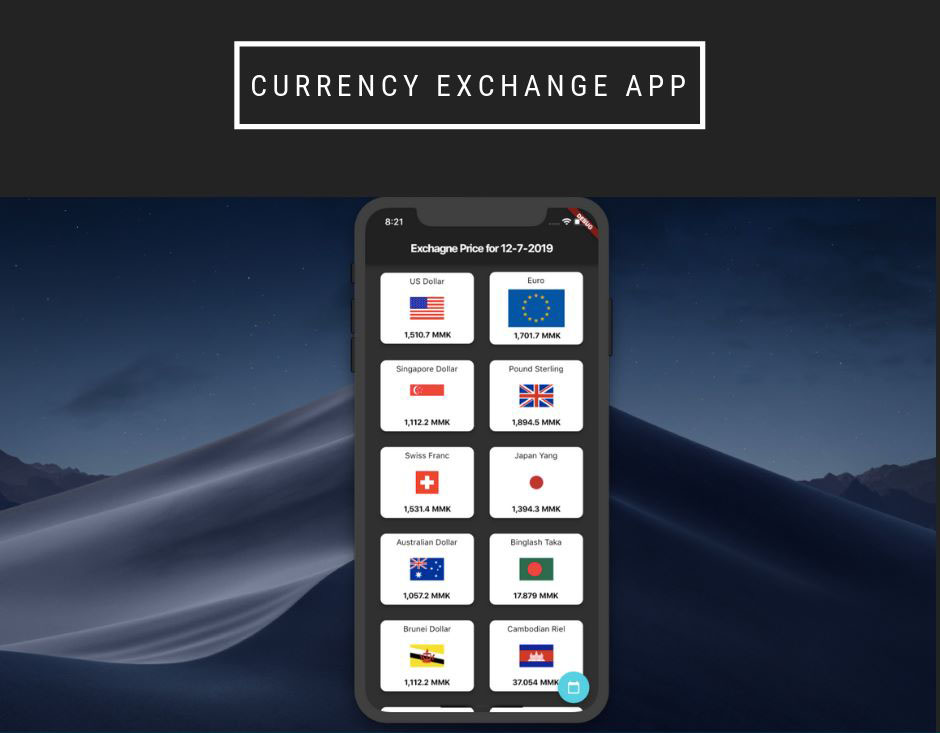 CURRENCY EXCHANGE APP
8:21
DEBUG
Exchagne Price for 12-7-2019
US Dollar
1,510.7 MMK
Euro
1,701.7 MMK
Singapore Dollar
1,112.2 MMK
Pound Sterling
1,894.5 MMK
Swiss Franc
1,531.4 MMK
Japan Yang
1,394.3 MMK
Australian Dollar
1,057.2 MMK
Binglash Taka
17.879 MMK
Brunei Dollar
1,112.2 MMK
Cambodian Riel
37.054 MMK